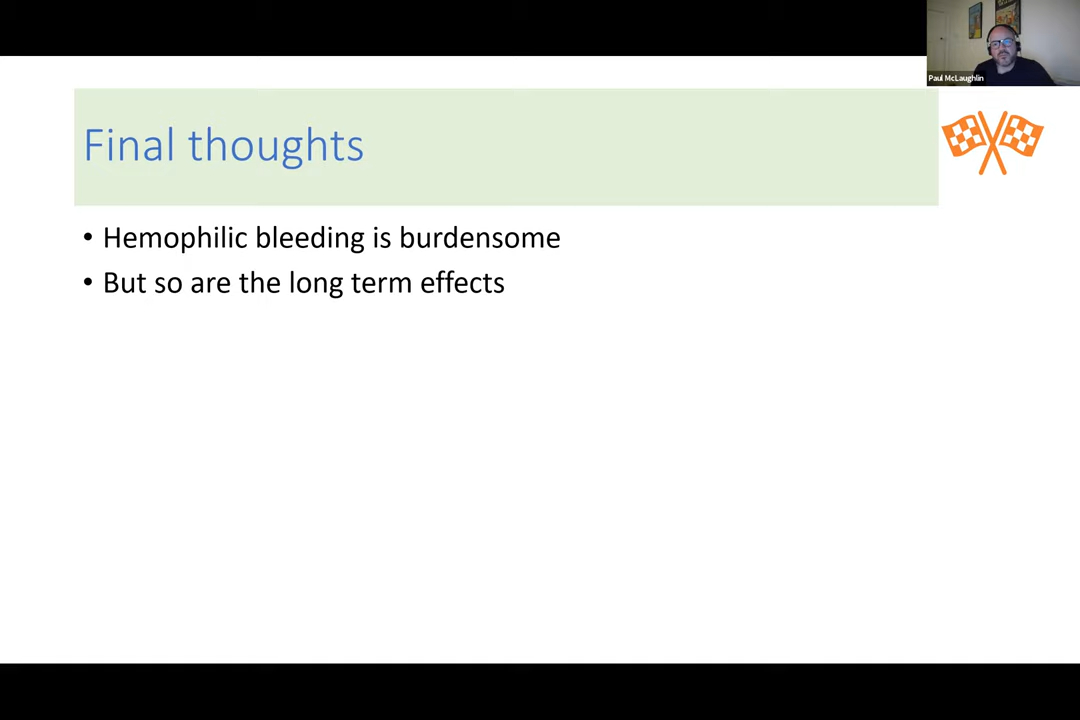 Paul McLaughlin
Final thoughts
• Hemophilic bleeding is burdensome
• But so are the long term effects